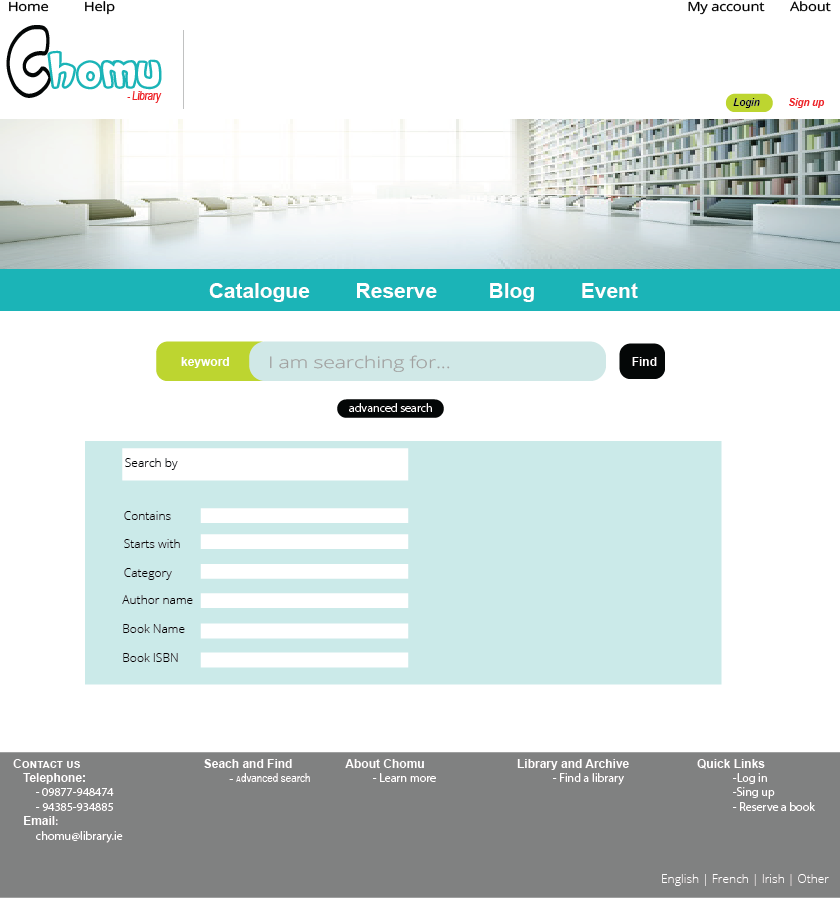 Home Help My account About
Chomu
- Library
Login Sign up
Catalogue Reserve Blog Event
keyword I am searching for... Find
advanced search
Search by
Contains
Starts with
Category
Author name
Book Name
Book ISBN
Contact us
Telephone:
- 09877-948474
- 94385-934885
Email:
chomu@library.ie
Seach and Find
- Advanced search
About Chomu
- Learn more
Library and Archive
- Find a library
Quick Links
-Log in
-Sing up
- Reserve a book
English | French | Irish | Other